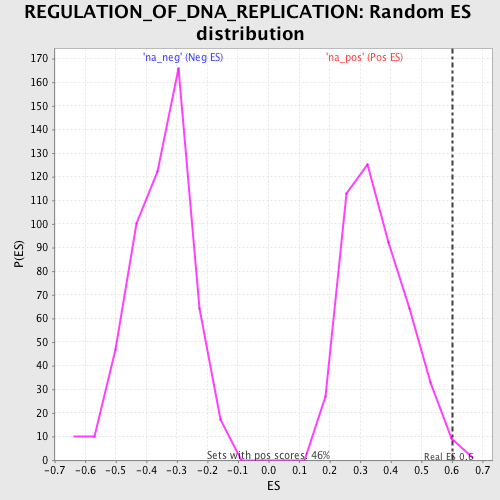 REGULATION_OF_DNA_REPLICATION: Random ES
distribution
'na_neg' (Neg ES)
'na_pos' (Pos ES)
170
160
150
140
130
120
110
100
90
80
70
60
50
40
30
20
10
0
P(ES)
Sets with pos scores: 46%
Real ES 0.6
-0.7 -0.6 -0.5 -0.4 -0.3 -0.2 -0.1 0.0 0.1 0.2 0.3 0.4 0.5 0.6 0.7
ES